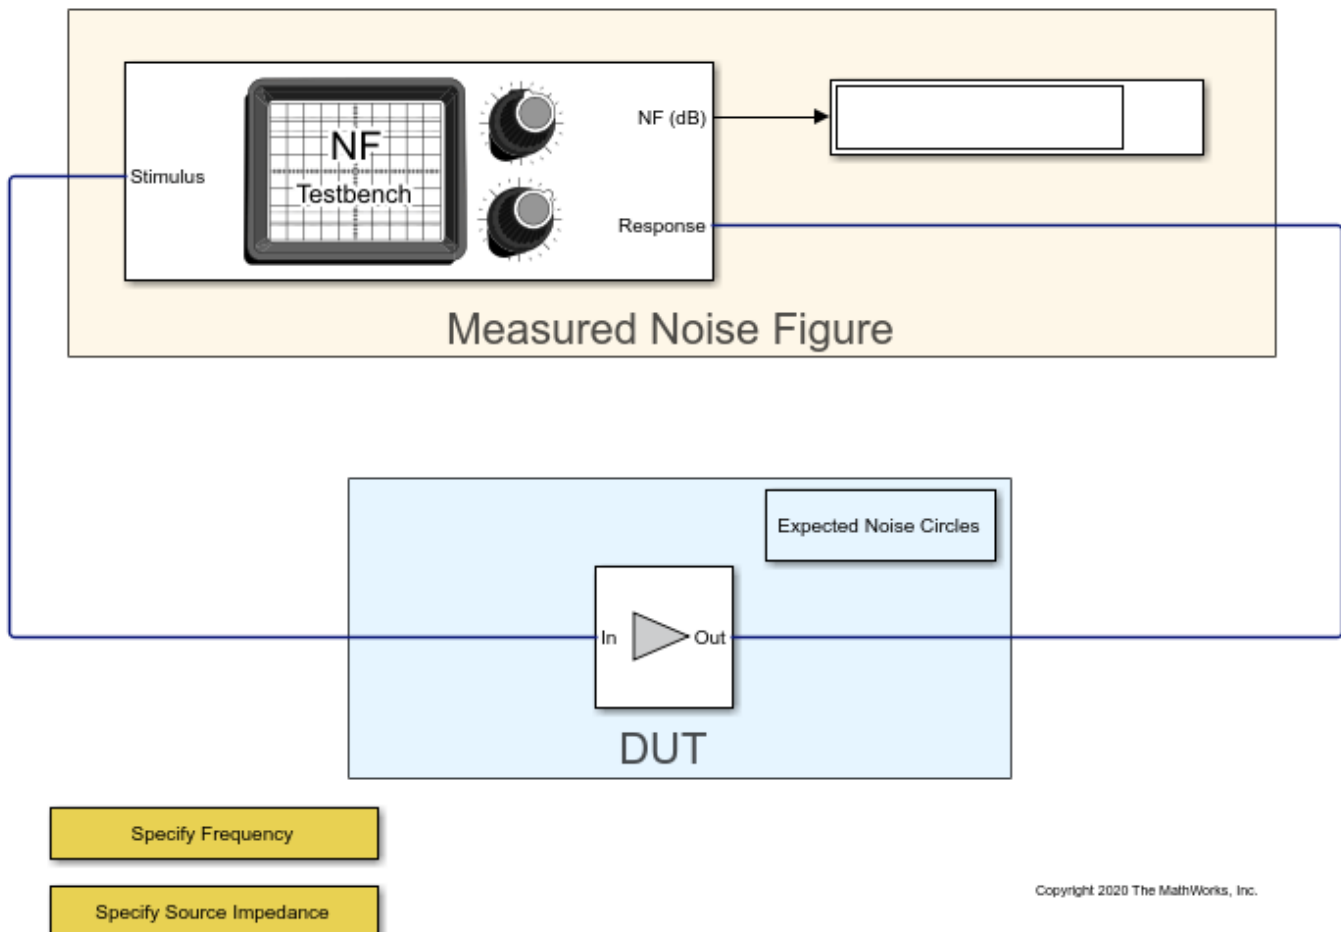 NF (dB)
NF
Testbench
Stimulus
Response
Measured Noise Figure
Expected Noise Circles
In
Out
DUT
Specify Frequency
Specify Source Impedance
Copyright 2020 The MathWorks, Inc.